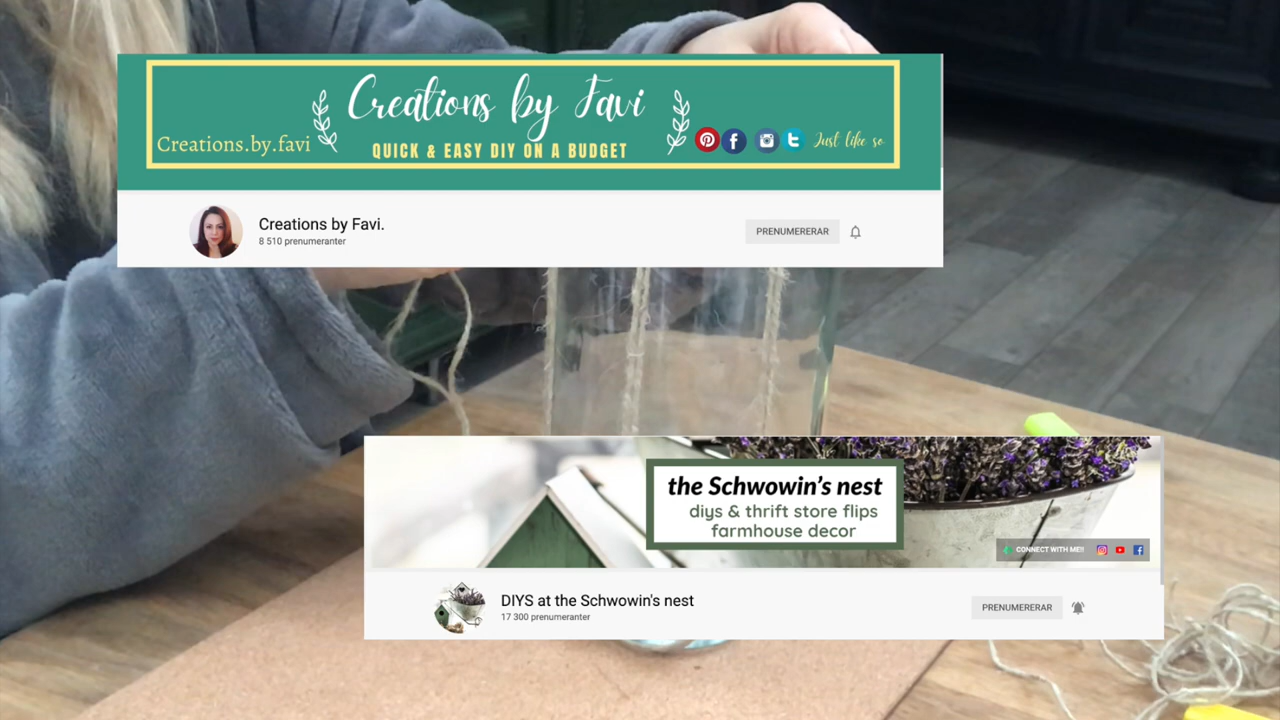 Creations by Favi
Creations.by.favi
QUICK & EASY DIY ON A BUDGET
Just like so
Creations by Favi.
8 510 prenumeranter
PRENUMERERAR
the Schwowin's nest
diys & thrift store flips
farmhouse decor
CONNECT WITH ME!!
DIYS at the Schwowin's nest
17 300 prenumeranter
PRENUMERERAR